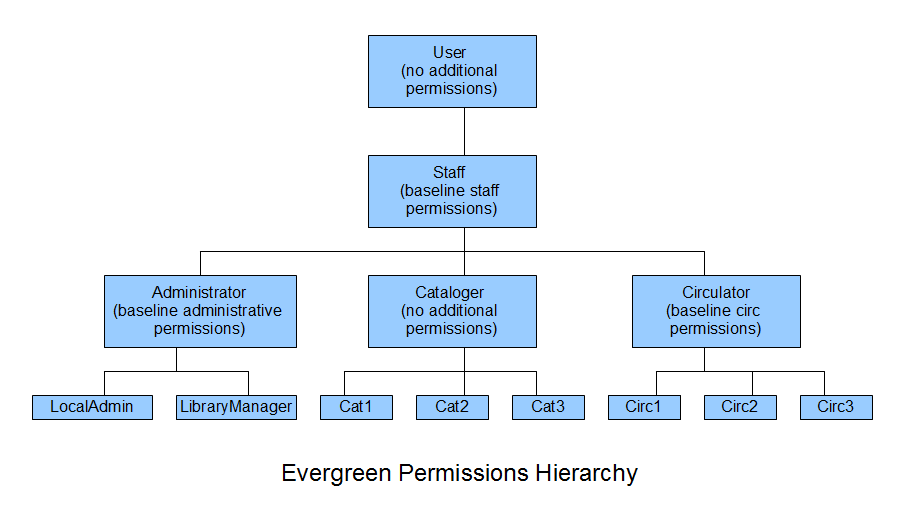 User
(no additional
permissions)
Staff
(baseline staff
permissions)
Administrator
(baseline administrative
permissions)
Cataloger
(no additional
permissions)
Circulator
(baseline circ
permissions)
LocalAdmin
LibraryManager
Cat1
Cat2
Cat3
Circ1
Circ2
Circ3
Evergreen Permissions Hierarchy